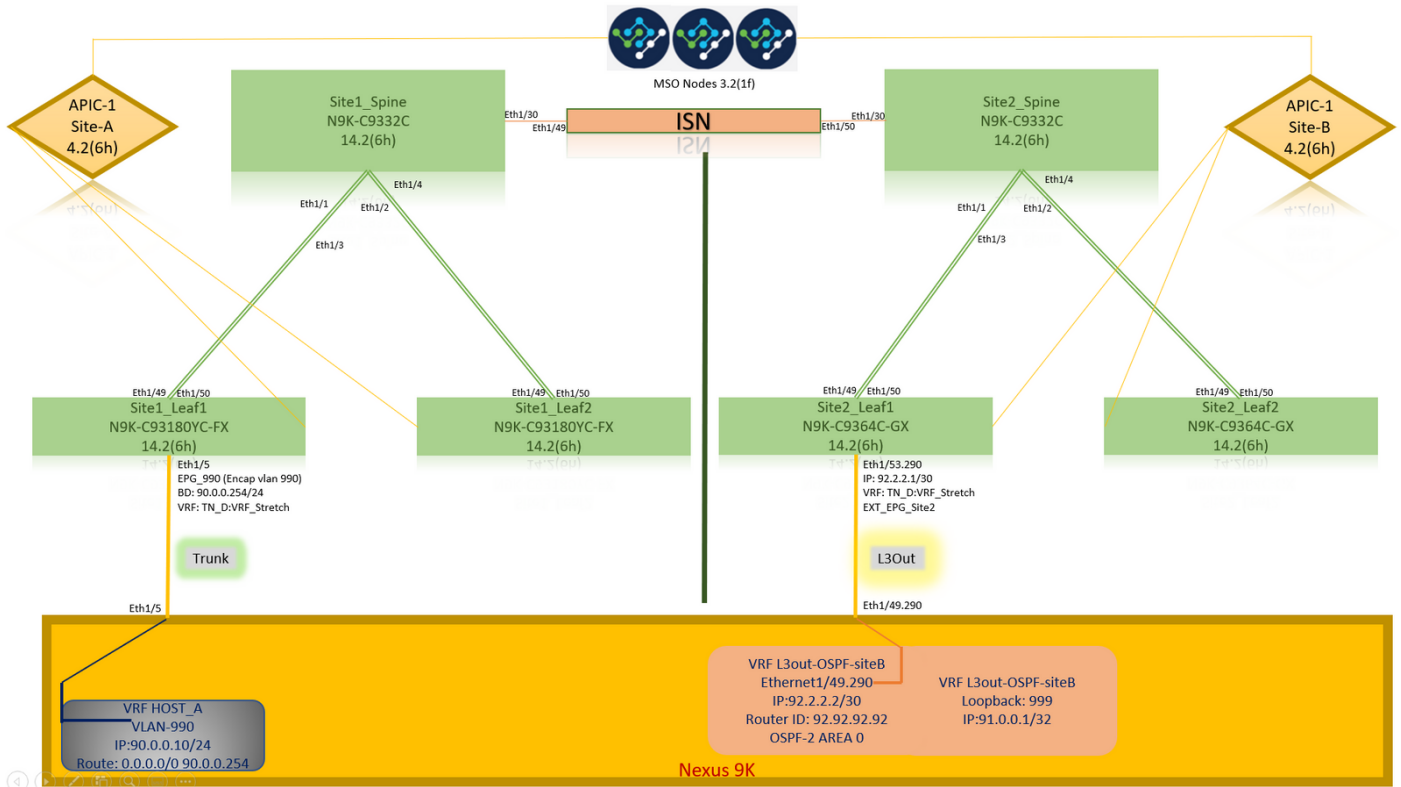 MSO Nodes 3.2(1f)
APIC-1
Site-A
4.2(6h)
Site1_Spine
N9K-C9332C
14.2(6h)
Eth1/30
Eth1/49
ISN
Eth1/50
Eth1/30
Site2_Spine
N9K-C9332C
14.2(6h)
APIC-1
Site-B
4.2(6h)
Eth1/4
Eth1/1
Eth1/2
Eth1/3
Eth1/4
Eth1/1
Eth1/2
Eth1/3
Eth1/49
Eth1/50
Site1_Leaf1
N9K-C93180YC-FX
14.2(6h)
Eth1/49
Eth1/50
Site1_Leaf2
N9K-C93180YC-FX
14.2(6h)
Eth1/49
Eth1/50
Site2_Leaf1
N9K-C9364C-GX
14.2(6h)
Eth1/49
Eth1/50
Site2_Leaf2
N9K-C9364C-GX
14.2(6h)
Eth1/5
EPG_990 (Encap vlan 990)
BD: 90.0.0.254/24
VRF: TN_D:VRF_Stretch
Trunk
Eth1/5
Eth1/53.290
IP: 92.2.2.1/30
VRF: TN_D:VRF_Stretch
EXT_EPG_Site2
L3Out
Eth1/49.290
VRF HOST_A
VLAN-990
IP:90.0.0.10/24
Route: 0.0.0.0/0 90.0.0.254
VRF L3out-OSPF-siteB
Ethernet1/49.290
IP:92.2.2.2/30
Router ID: 92.92.92.92
OSPF-2 AREA 0
VRF L3out-OSPF-siteB
Loopback: 999
IP:91.0.0.1/32
Nexus 9K